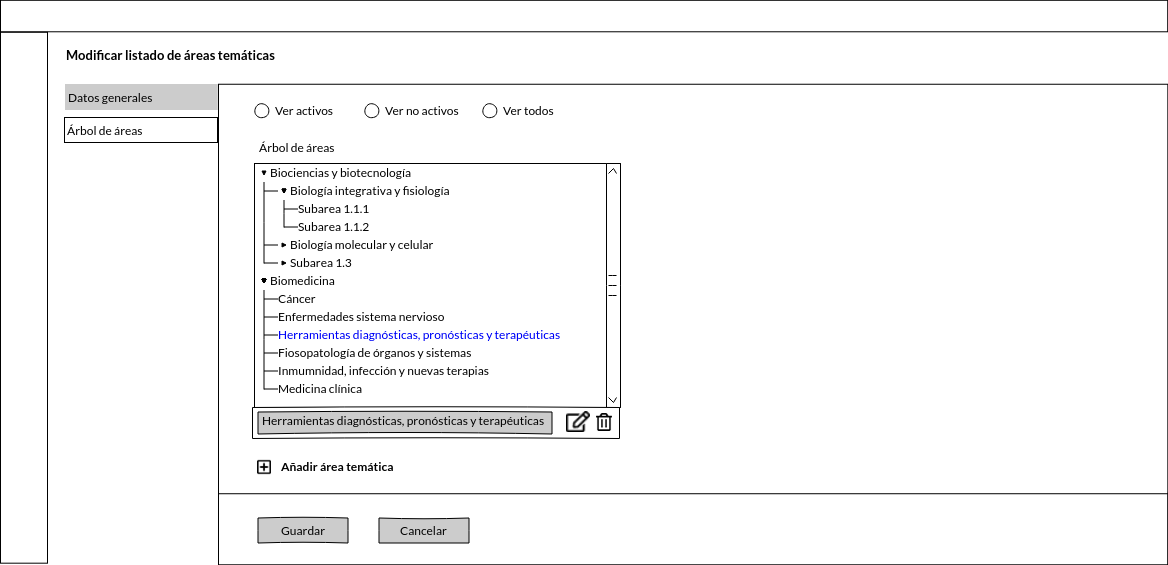 Modificar listado de áreas temáticas
Datos generales
Árbol de áreas
Ver activos Ver no activos Ver todos
Árbol de áreas
Biociencias y biotecnología
Biología integrativa y fisiología
Subarea 1.1.1
Subarea 1.1.2
Biología molecular y celular
Subarea 1.3
Biomedicina
Cáncer
Enfermedades sistema nervioso
Herramientas diagnósticas, pronósticas y terapéuticas
Fiosopatología de órganos y sistemas
Inmumnidad, infección y nuevas terapias
Medicina clínica
Herramientas diagnósticas, pronósticas y terapéuticas
Añadir área temática
Guardar Cancelar